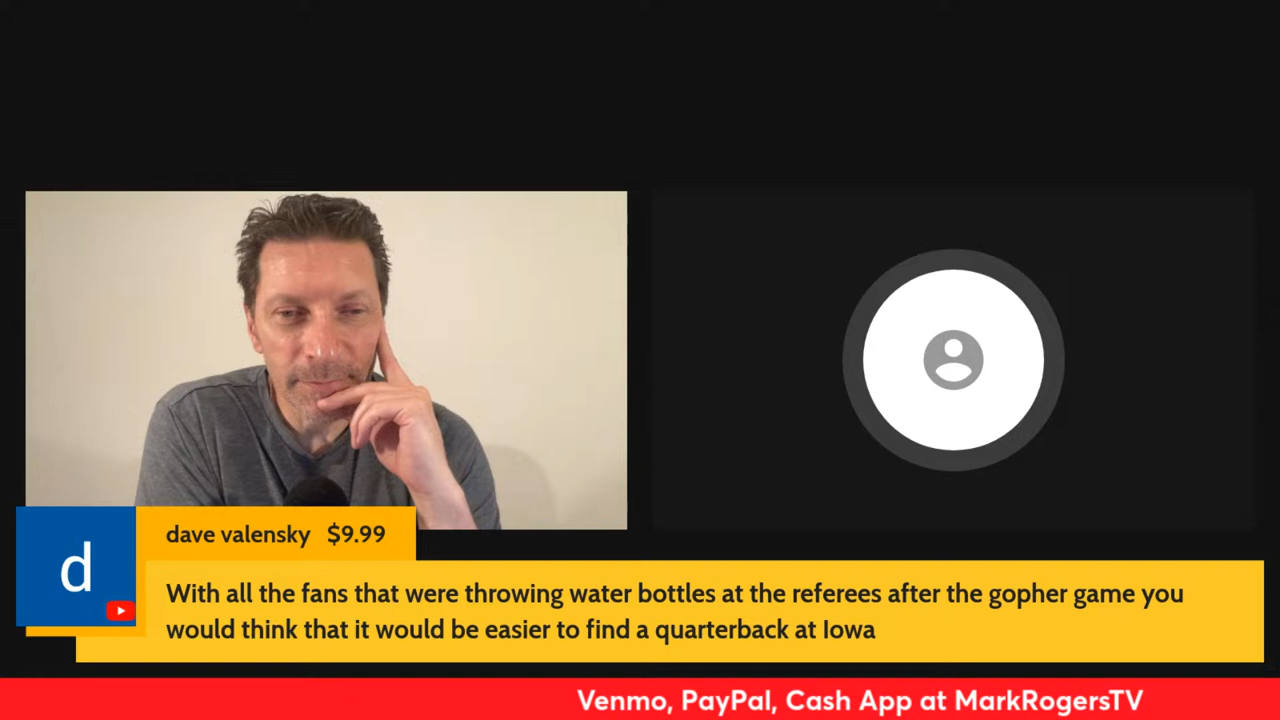 dave valensky $9.99
d
With all the fans that were throwing water bottles at the referees after the gopher game you
would think that it would be easier to find a quarterback at Iowa
Venmo, PayPal, Cash App at MarkRogersTV